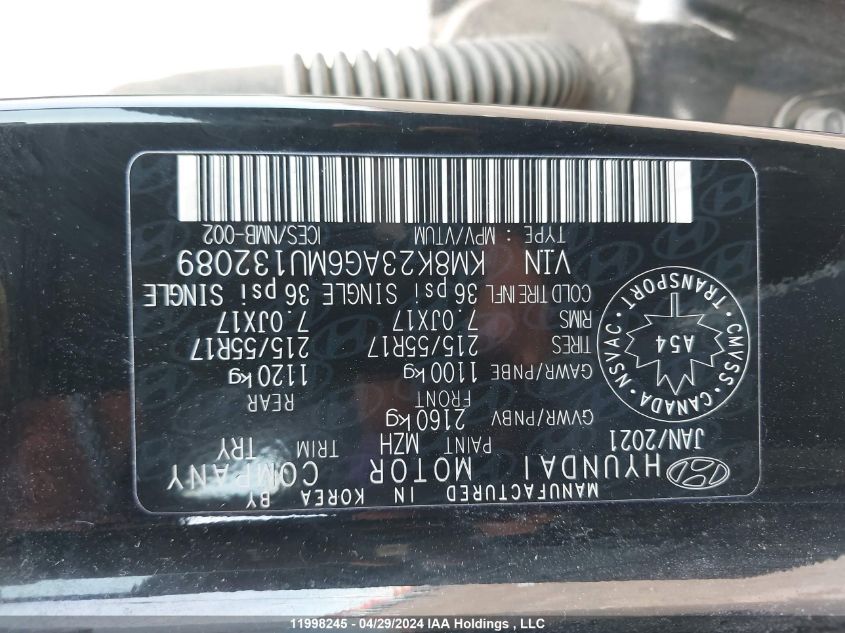 MANUFACTURED IN KOREA BY
HYUNDAI MOTOR COMPANY
JAN/2021 PAINT MZH TRIM TRY
GVWR/PNBV 2160 kg
FRONT REAR
GAWR/PNBE 1100 kg 1120 kg
TIRES 215/55R17 215/55R17
RIMS 7.0JX17 7.0JX17
COLD TIRE INFL 36 psi SINGLE 36 psi SINGLE
VIN KM8K23AG6MU132089
TYPE : MPV/VTUM ICES/NMB-002
CMVSS · CANADA · NSVAC · TRANSPORT ·
A54
11998245 - 04/29/2024 IAA Holdings , LLC